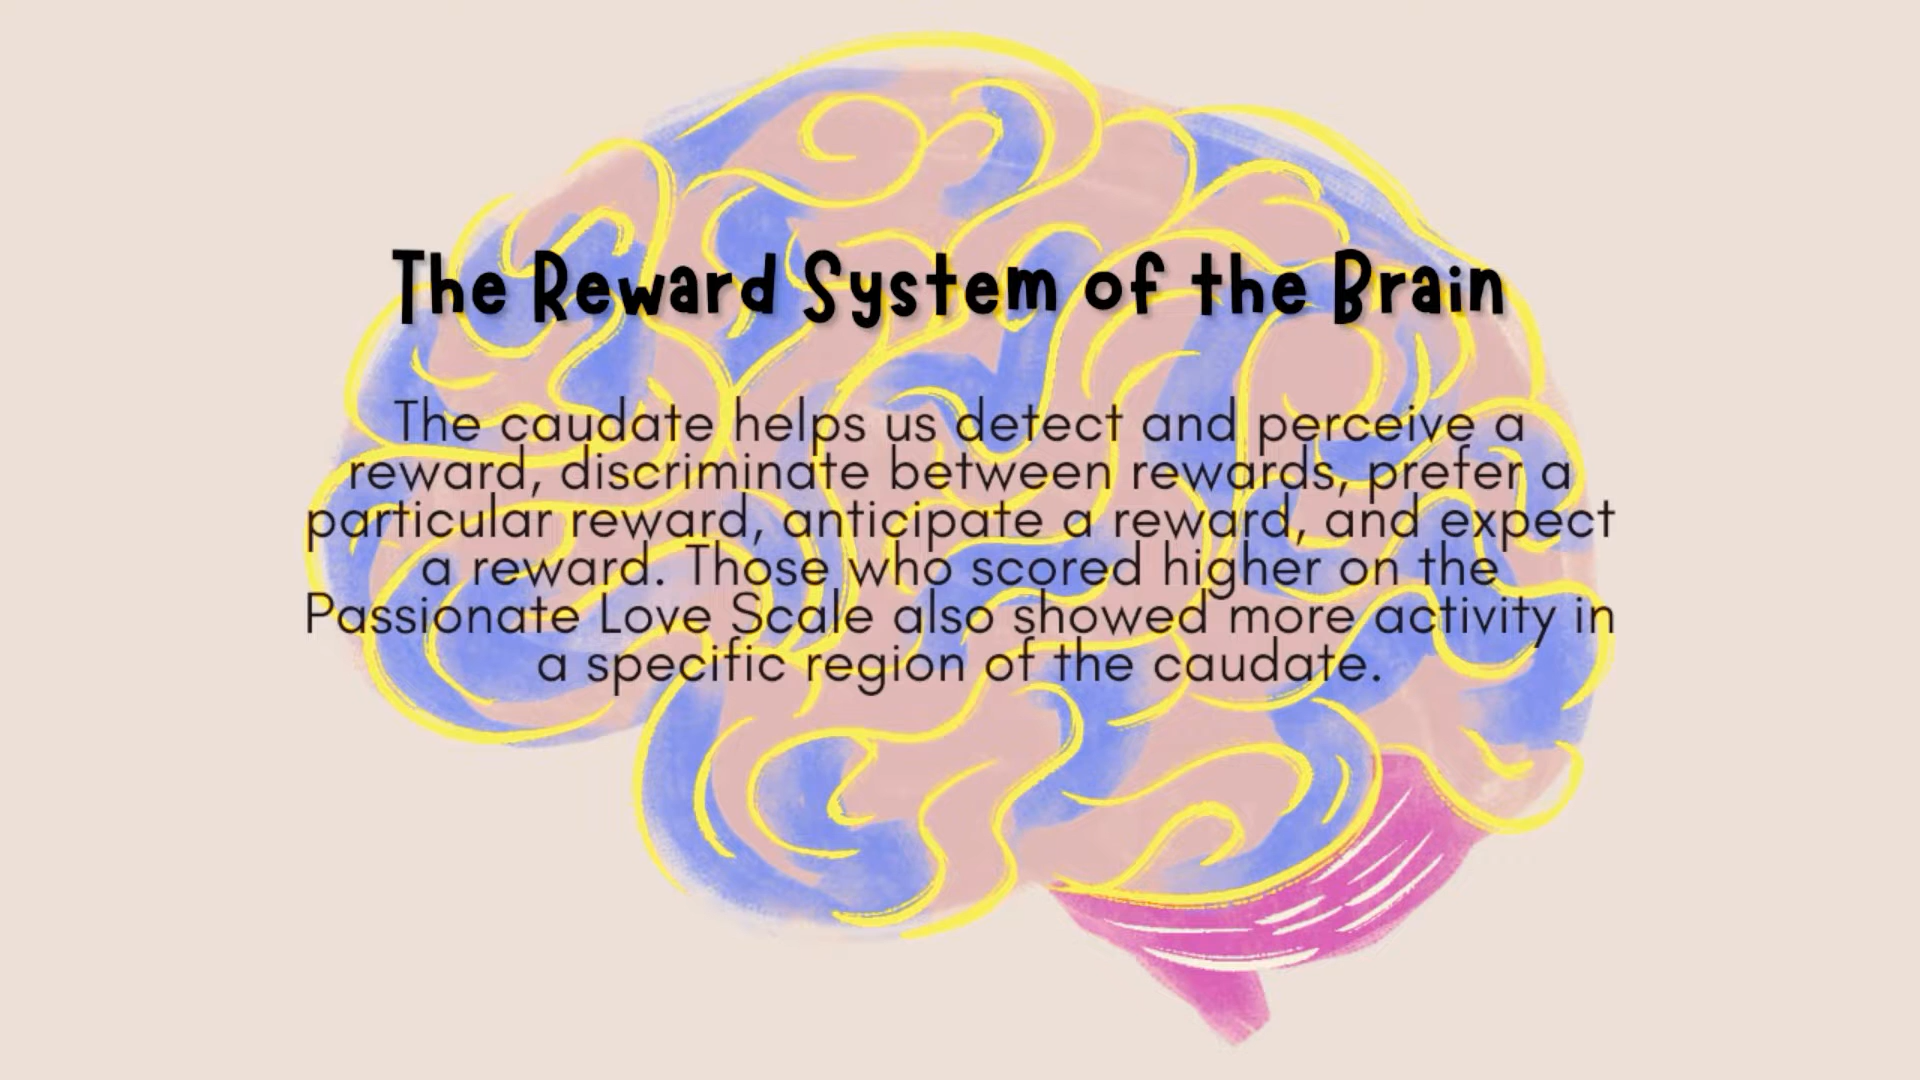 The Reward System of the Brain
The caudate helps us detect and perceive a
reward, discriminate between rewards, prefer a
particular reward, anticipate a reward, and expect
a reward. Those who scored higher on the
Passionate Love Scale also showed more activity in
a specific region of the caudate.